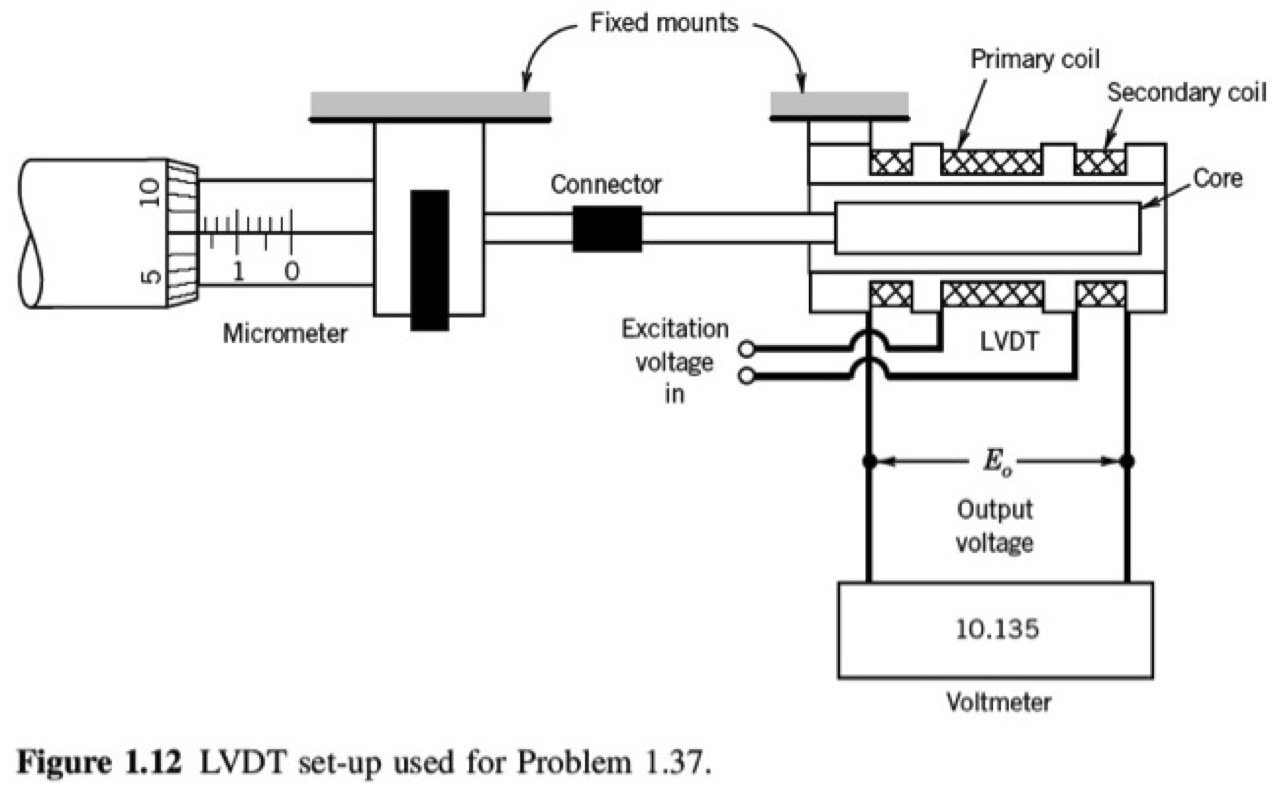 Fixed mounts
Primary coil
Secondary coil
Connector
Core
10
5
1 0
Micrometer
Excitation
voltage
in
LVDT
E₀
Output
voltage
10.135
Voltmeter
Figure 1.12 LVDT set-up used for Problem 1.37.